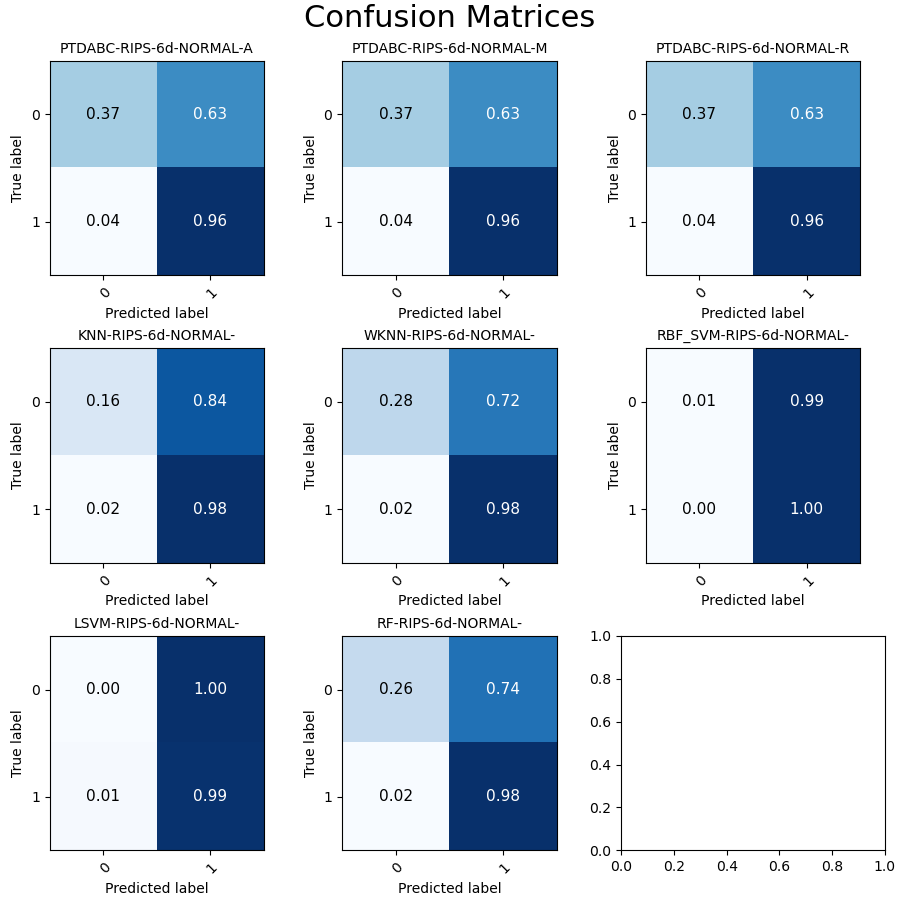 Confusion Matrices
PTDABC-RIPS-6d-NORMAL-A
True label
0
1
0.37
0.63
0.04
0.96
0
1
Predicted label
PTDABC-RIPS-6d-NORMAL-M
True label
0
1
0.37
0.63
0.04
0.96
0
1
Predicted label
PTDABC-RIPS-6d-NORMAL-R
True label
0
1
0.37
0.63
0.04
0.96
0
1
Predicted label
KNN-RIPS-6d-NORMAL-
True label
0
1
0.16
0.84
0.02
0.98
0
1
Predicted label
WKNN-RIPS-6d-NORMAL-
True label
0
1
0.28
0.72
0.02
0.98
0
1
Predicted label
RBF_SVM-RIPS-6d-NORMAL-
True label
0
1
0.01
0.99
0.00
1.00
0
1
Predicted label
LSVM-RIPS-6d-NORMAL-
True label
0
1
0.00
1.00
0.01
0.99
0
1
Predicted label
RF-RIPS-6d-NORMAL-
True label
0
1
0.26
0.74
0.02
0.98
0
1
Predicted label
1.0
0.8
0.6
0.4
0.2
0.0
0.0 0.2 0.4 0.6 0.8 1.0